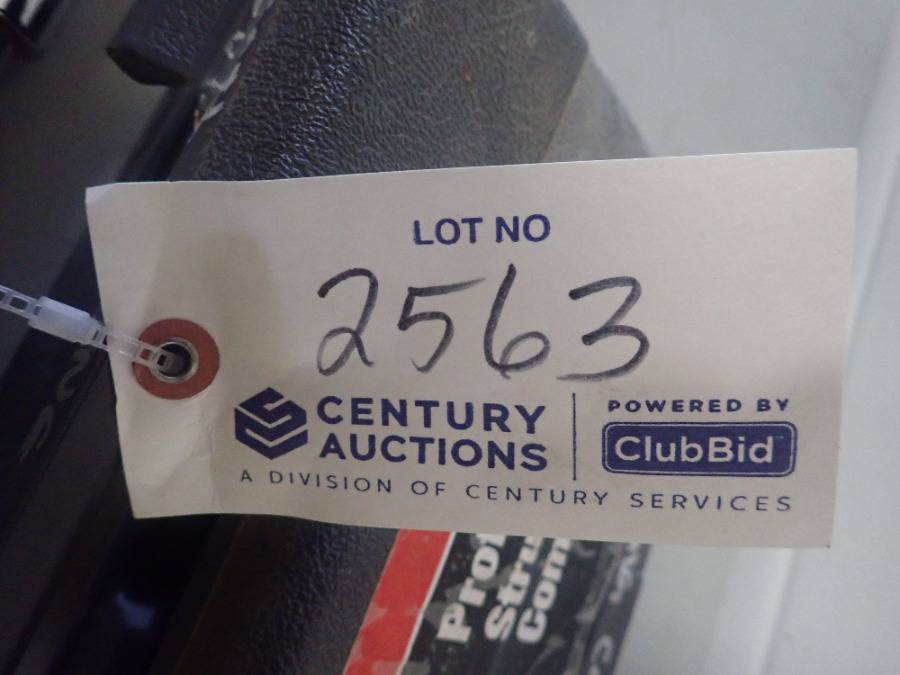 LOT NO
2563
CENTURY
AUCTIONS
A DIVISION OF CENTURY SERVICES
POWERED BY
ClubBid